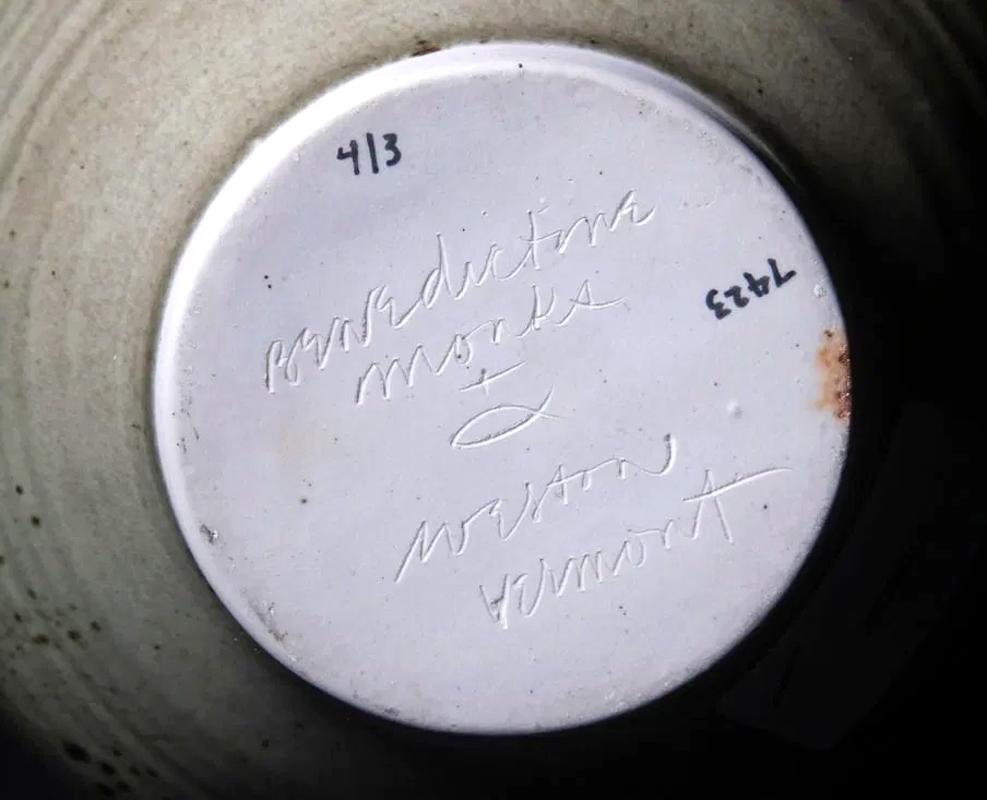 4/3
BENEdictine
monks
WEston
VERmont
7423